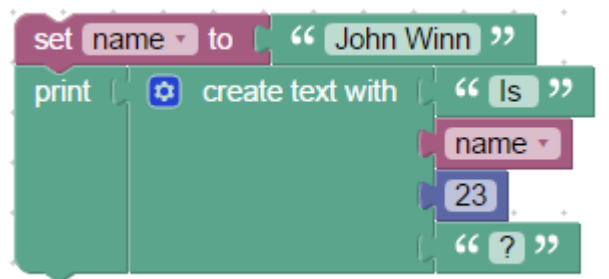 set name to “ John Winn ”
print create text with “ Is ”
name
23
“ ? ”